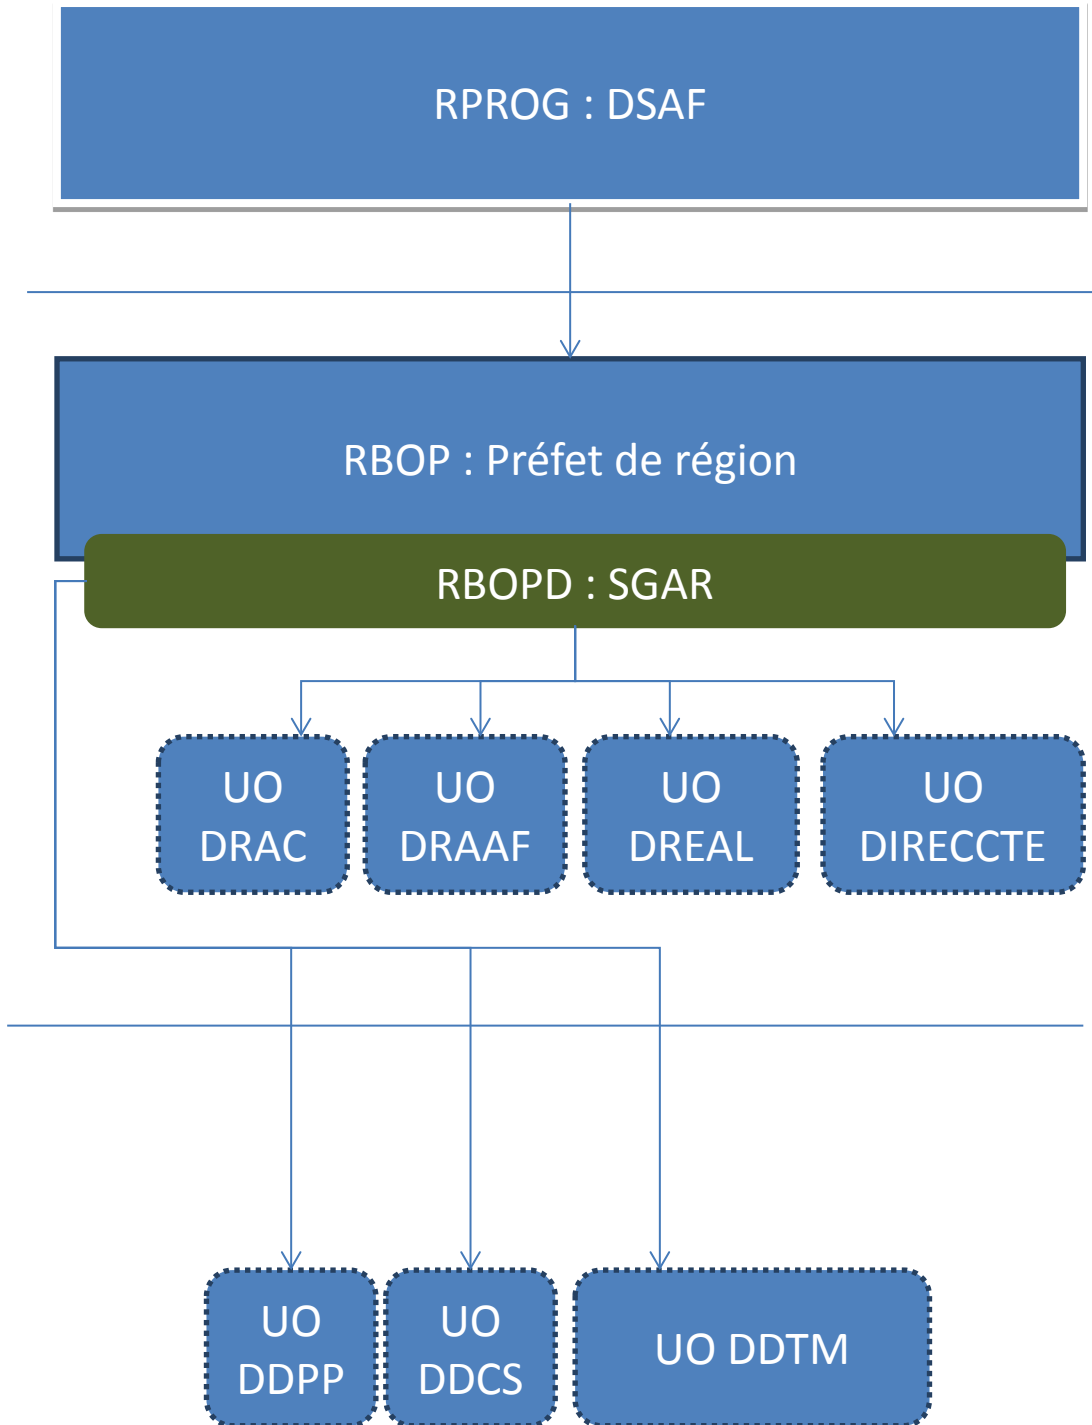 RPROG : DSAF
RBOP : Préfet de région
RBOPD : SGAR
UO
DRAC
UO
DRAAF
UO
DREAL
UO
DIRECCTE
UO
DDPP
UO
DDCS
UO DDTM